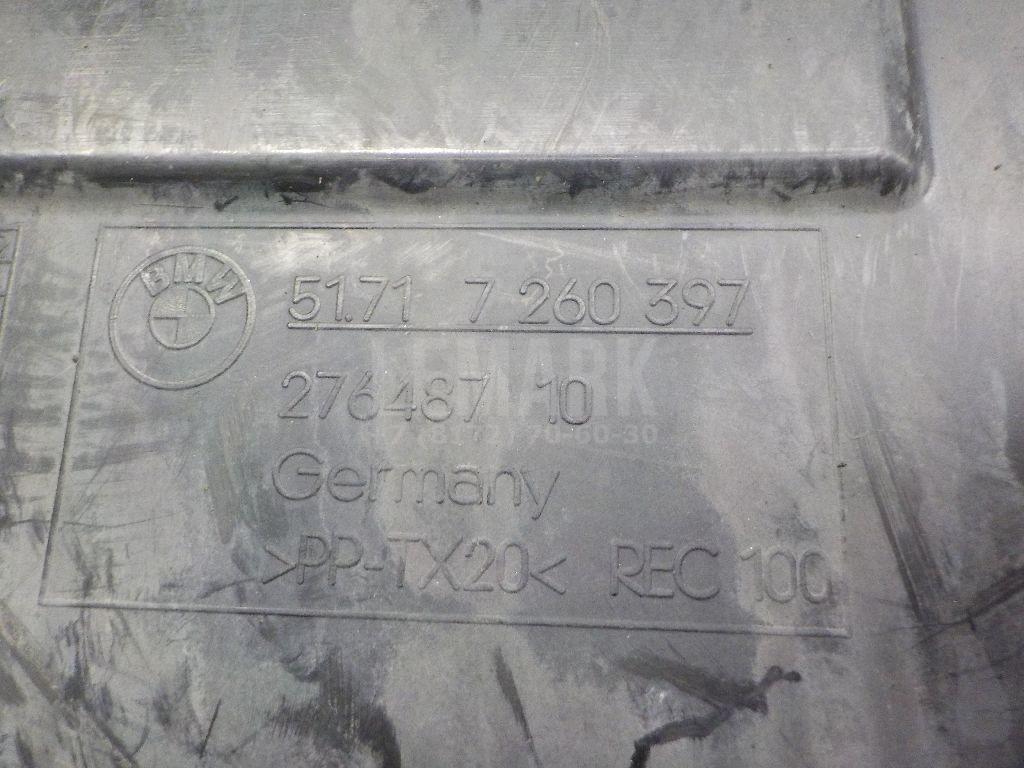 BMW
51.71 7 260 397
276487 10
Germany
>PP-TX20< REC 100